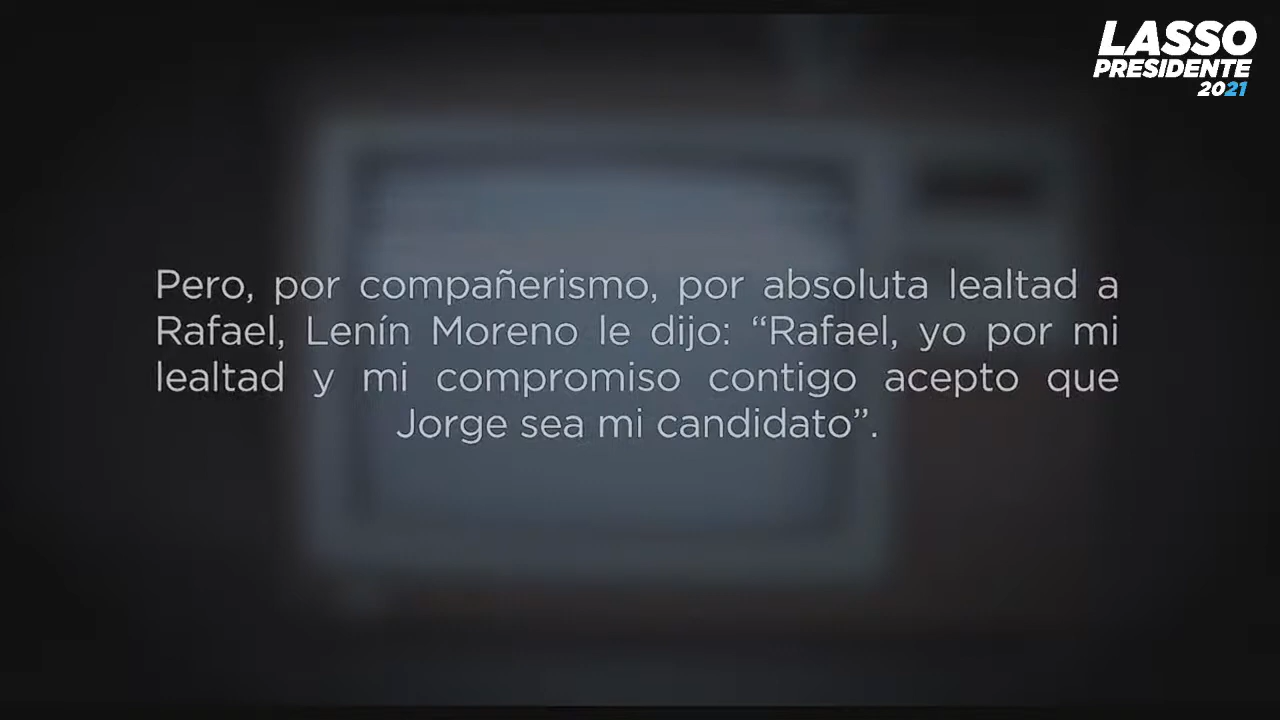 LASSO
PRESIDENTE
2021
Pero, por compañerismo, por absoluta lealtad a
Rafael, Lenín Moreno le dijo: “Rafael, yo por mi
lealtad y mi compromiso contigo acepto que
Jorge sea mi candidato”.